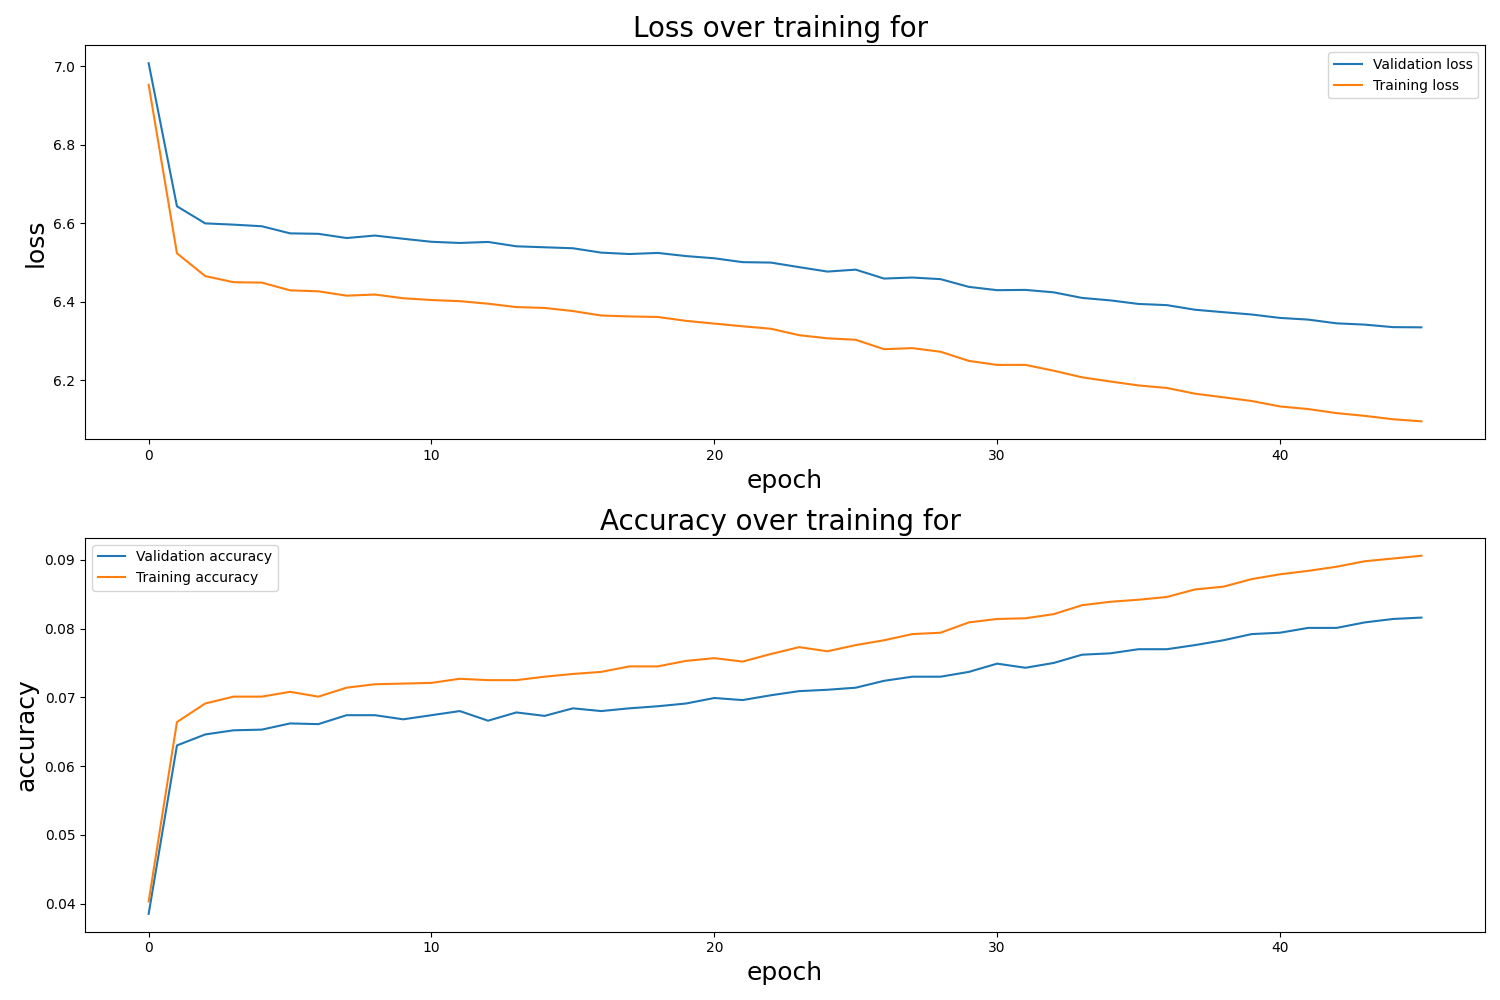 Loss over training for
Validation loss
Training loss
7.0
6.8
6.6
6.4
6.2
loss
0 10 20 30 40
epoch
Accuracy over training for
Validation accuracy
Training accuracy
0.09
0.08
0.07
0.06
0.05
0.04
accuracy
0 10 20 30 40
epoch